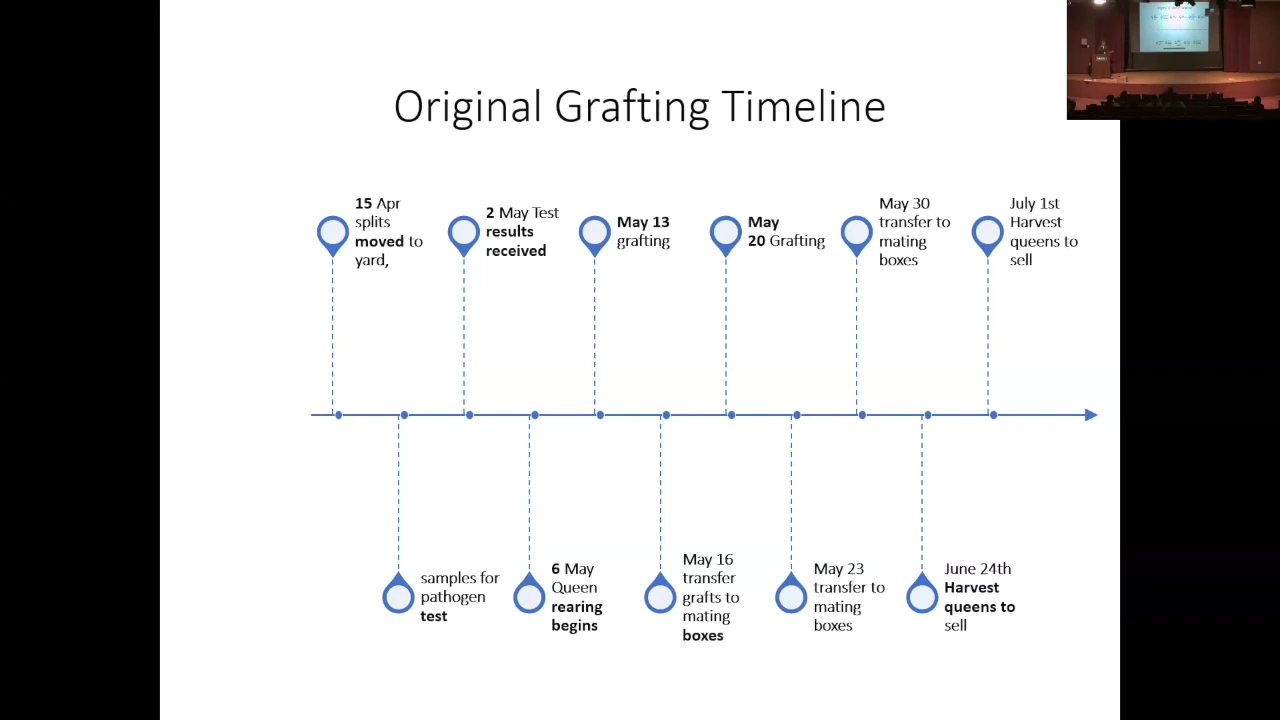 Original Grafting Timeline
15 Apr
splits
moved to
yard,
2 May Test
results
received
May 13
grafting
May
20 Grafting
May 30
transfer to
mating
boxes
July 1st
Harvest
queens to
sell
samples for
pathogen
test
6 May
Queen
rearing
begins
May 16
transfer
grafts to
mating
boxes
May 23
transfer to
mating
boxes
June 24th
Harvest
queens to
sell